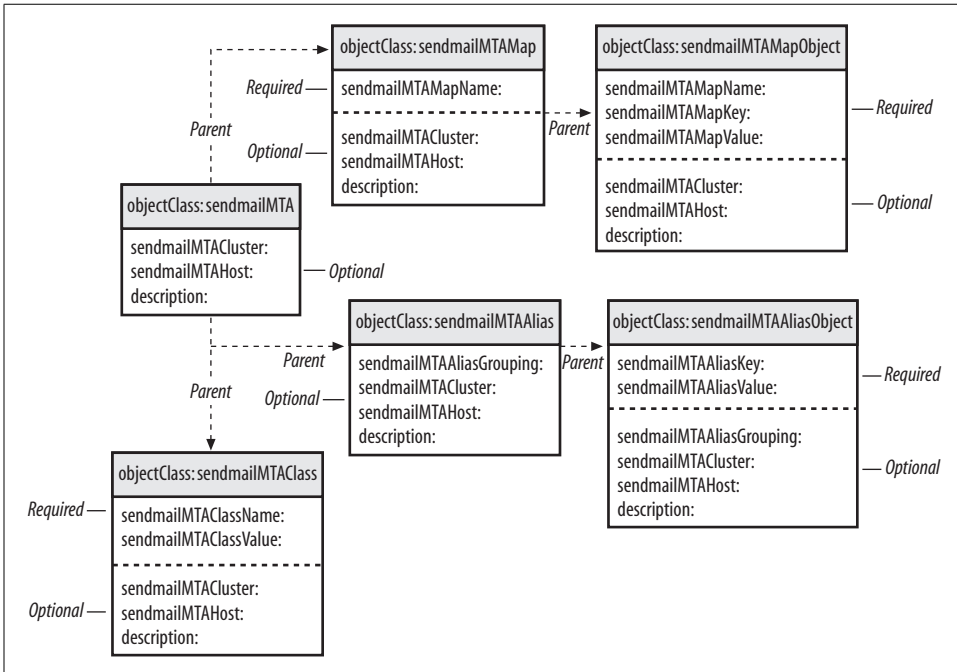 objectClass: sendmailMTAMap
Required
sendmailMTAMapName:
Optional
sendmailMTACluster:
sendmailMTAHost:
description:
Parent
Parent
objectClass: sendmailMTAMapObject
sendmailMTAMapName:
sendmailMTAMapKey:
sendmailMTAMapValue:
Required
sendmailMTACluster:
sendmailMTAHost:
description:
Optional
objectClass: sendmailMTA
sendmailMTACluster:
sendmailMTAHost:
description:
Optional
Parent
Parent
objectClass: sendmailMTAAlias
sendmailMTAAliasGrouping:
sendmailMTACluster:
sendmailMTAHost:
description:
Optional
Parent
objectClass: sendmailMTAAliasObject
sendmailMTAAliasKey:
sendmailMTAAliasValue:
Required
sendmailMTAAliasGrouping:
sendmailMTACluster:
sendmailMTAHost:
description:
Optional
objectClass: sendmailMTAClass
Required
sendmailMTAClassName:
sendmailMTAClassValue:
Optional
sendmailMTACluster:
sendmailMTAHost:
description: